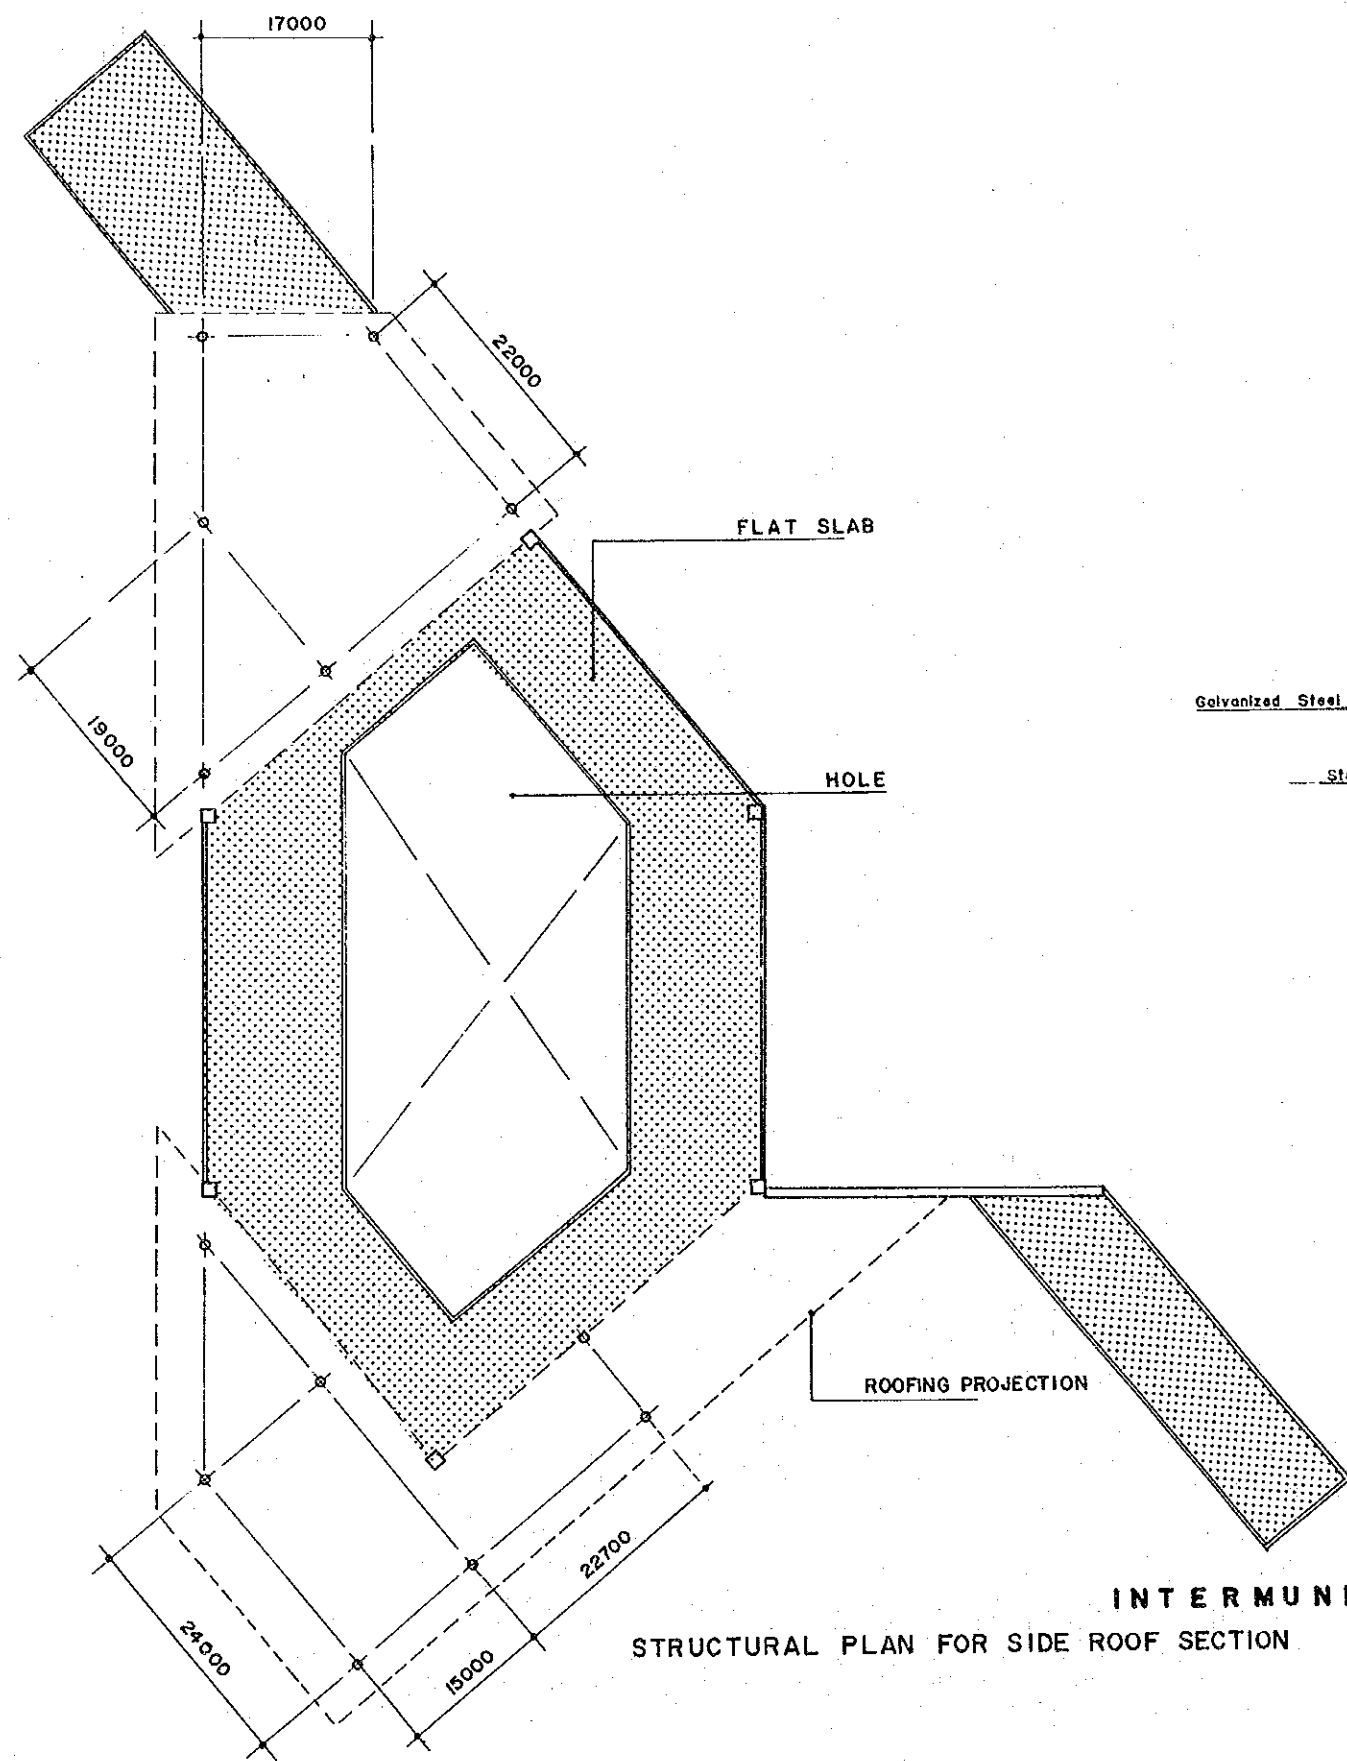 17000
22000
FLAT SLAB
19000
Galvanized Steel
HOLE
ROOFING PROJECTION
22700
24000
15000
INTERMUN
STRUCTURAL PLAN FOR SIDE ROOF SECTION